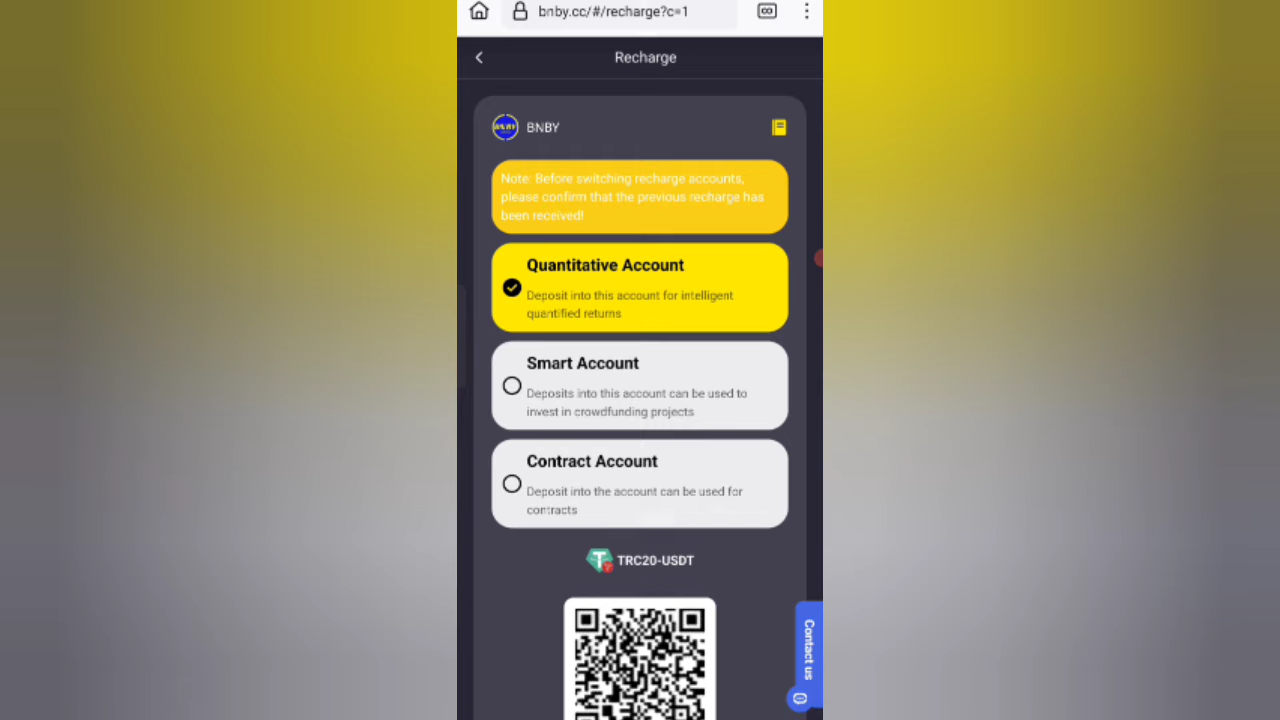 bnby.cc/#/recharge?c=1
Recharge
BNBY
BNBY
Note: Before switching recharge accounts,
please confirm that the previous recharge has
been received!
Quantitative Account
Deposit into this account for intelligent
quantified returns
Smart Account
Deposits into this account can be used to
invest in crowdfunding projects
Contract Account
Deposit into the account can be used for
contracts
TRC20-USDT
Contact us